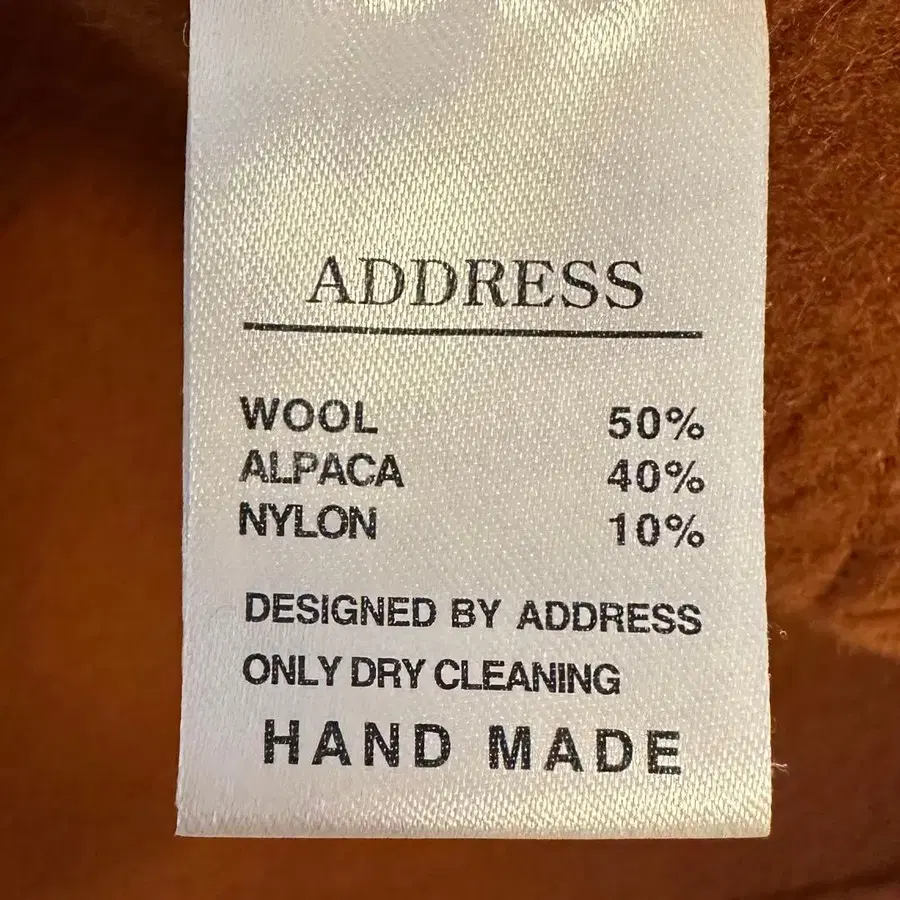 ADDRESS
WOOL 50%
ALPACA 40%
NYLON 10%
DESIGNED BY ADDRESS
ONLY DRY CLEANING
HAND MADE